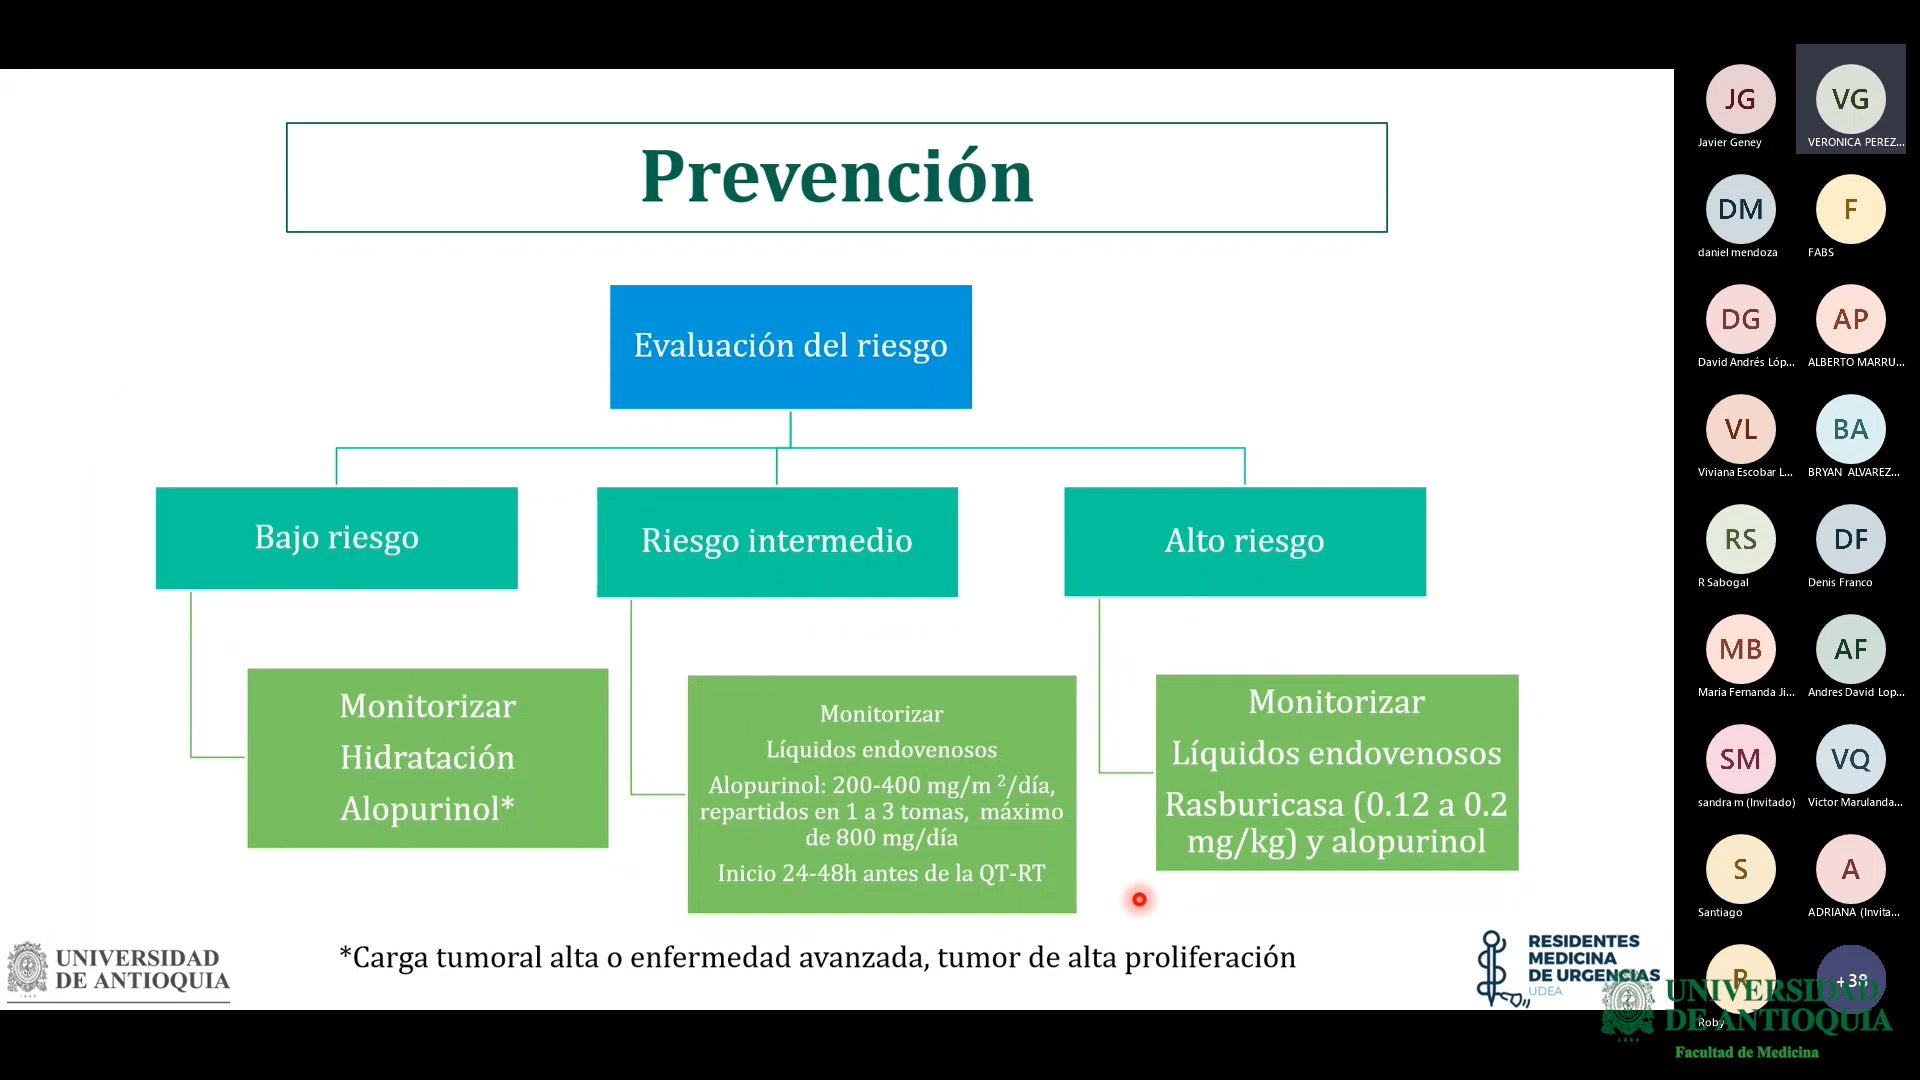 Prevención
Evaluación del riesgo
Bajo riesgo
Riesgo intermedio
Alto riesgo
Monitorizar
Hidratación
Alopurinol*
Monitorizar
Líquidos endovenosos
Alopurinol: 200-400 mg/m ²/día,
repartidos en 1 a 3 tomas, máximo
de 800 mg/día
Inicio 24-48h antes de la QT-RT
Monitorizar
Líquidos endovenosos
Rasburicasa (0.12 a 0.2
mg/kg) y alopurinol
*Carga tumoral alta o enfermedad avanzada, tumor de alta proliferación
UNIVERSIDAD
DE ANTIOQUIA
1803
RESIDENTES
MEDICINA
DE URGENCIAS
UDEA
JG
Javier Geney
VG
VERONICA PEREZ...
DM
daniel mendoza
F
FABS
DG
David Andrés Lóp...
AP
ALBERTO MARRU...
VL
Viviana Escobar L...
BA
BRYAN ALVAREZ...
RS
R Sabogal
DF
Denis Franco
MB
Maria Fernanda Ji...
AF
Andres David Lop...
SM
sandra m (Invitado)
VQ
Victor Marulanda...
S
Santiago
A
ADRIANA (Invita...
R
Roby
+38
UNIVERSIDAD
DE ANTIOQUIA
1803
Facultad de Medicina